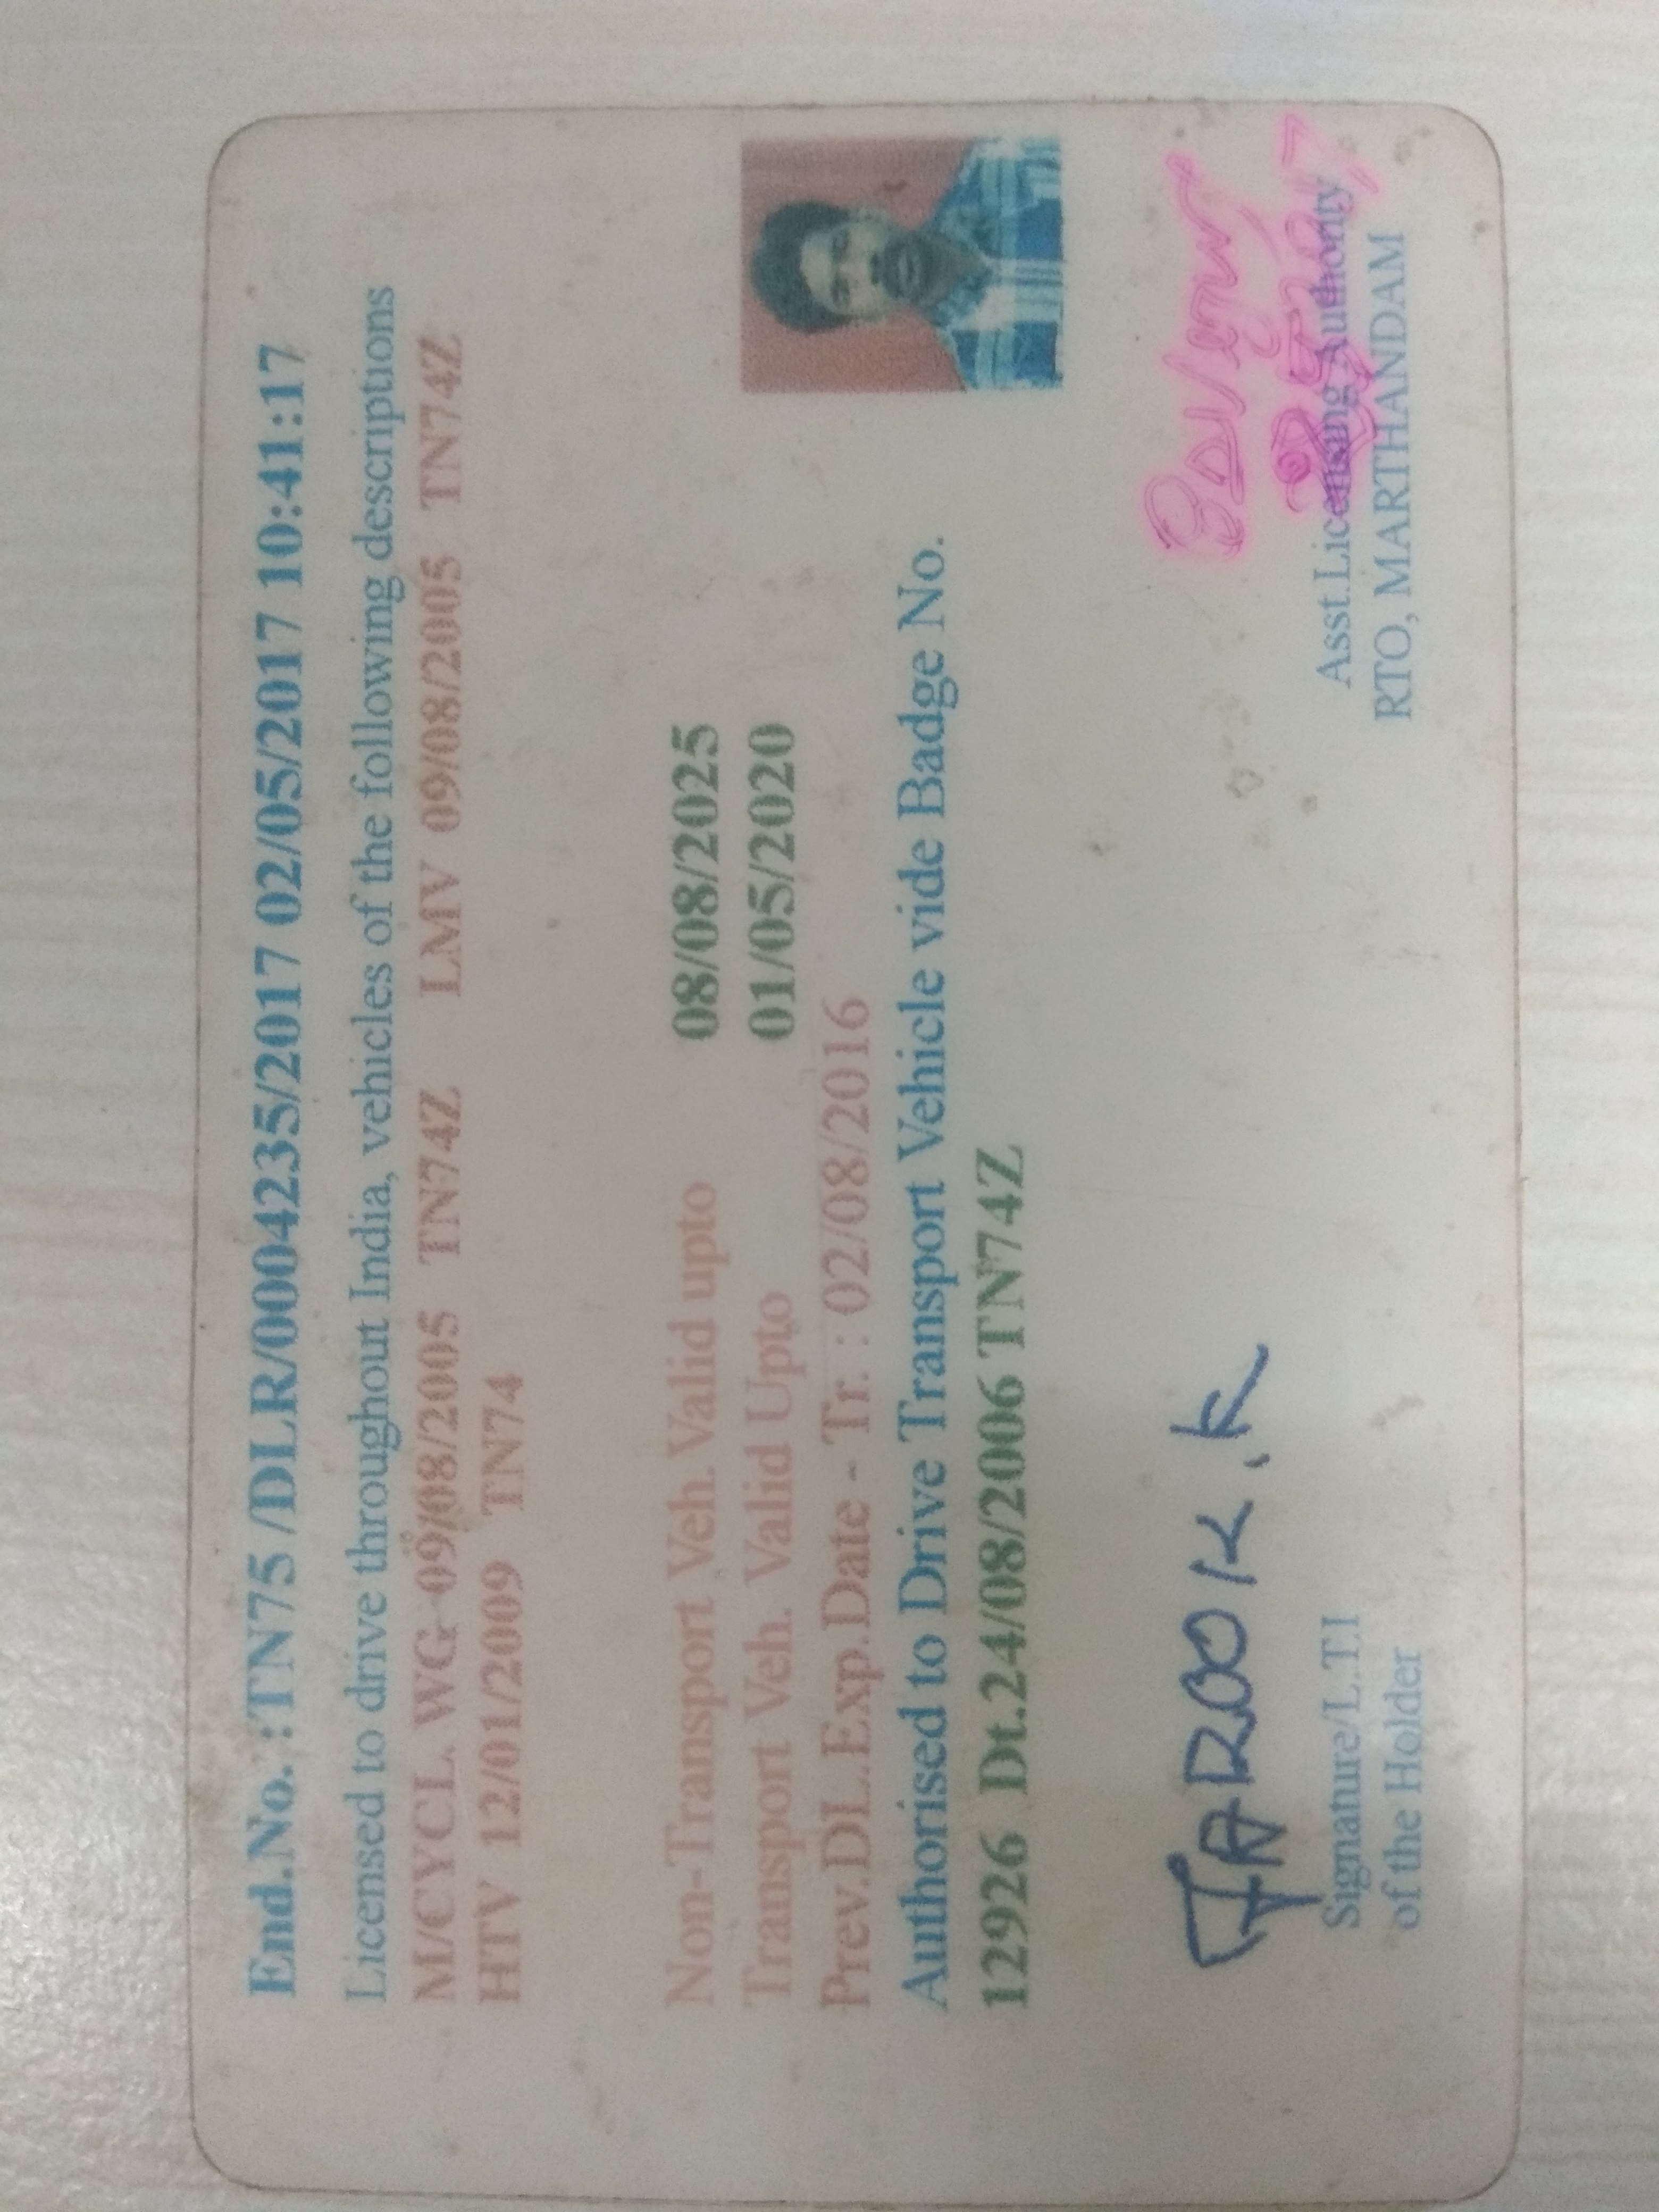 End.No. :TN75 /DLR/0004235/2017 02/05/2017 10:41:17
Licensed to drive throughout India, vehicles of the following descriptions
M/CYCL. WG 09/08/2005 TN74Z LMV 09/08/2005 TN74Z
HTV 12/01/2009 TN74
Non-Transport Veh. Valid upto 08/08/2025
Transport Veh. Valid Upto 01/05/2020
Prev.DL.Exp.Date - Tr. : 02/08/2016
Authorised to Drive Transport Vehicle vide Badge No.
12926 Dt.24/08/2006 TN74Z
FAROOK.K
Signature/L.T.I
of the Holder
Asst.Licensing Authority
RTO, MARTHANDAM